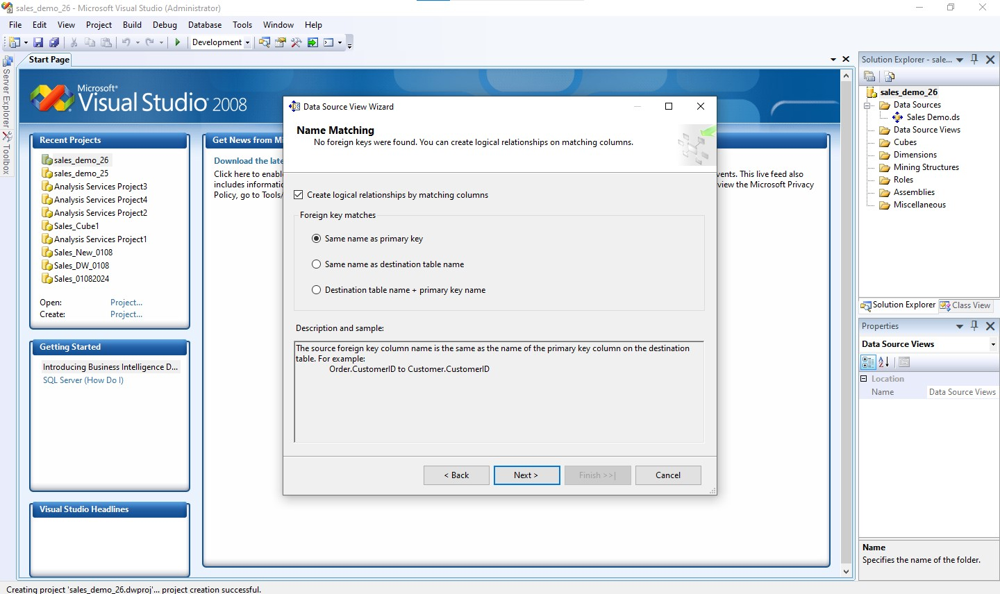 sales_demo_26 - Microsoft Visual Studio (Administrator)
File Edit View Project Build Debug Database Tools Window Help
Development
Server Explorer
Toolbox
Start Page
Microsoft®
Visual Studio® 2008
Recent Projects
sales_demo_26
sales_demo_25
Analysis Services Project3
Analysis Services Project4
Analysis Services Project2
Sales_Cube1
Analysis Services Project1
Sales_New_0108
Sales_DW_0108
Sales_01082024
Open: Project...
Create: Project...
Getting Started
Introducing Business Intelligence D...
SQL Server (How Do I)
Visual Studio Headlines
Get News from Mi
Download the late
Click here to enabl
includes informatio
Policy, go to Tools/
vents. This live feed also
view the Microsoft Privacy
Data Source View Wizard
Name Matching
No foreign keys were found. You can create logical relationships on matching columns.
Create logical relationships by matching columns
Foreign key matches
Same name as primary key
Same name as destination table name
Destination table name + primary key name
Description and sample:
The source foreign key column name is the same as the name of the primary key column on the destination
table. For example:
Order.CustomerID to Customer.CustomerID
< Back Next > Finish >>| Cancel
Solution Explorer - sale...
sales_demo_26
Data Sources
Sales Demo.ds
Data Source Views
Cubes
Dimensions
Mining Structures
Roles
Assemblies
Miscellaneous
Solution Explorer Class View
Properties
Data Source Views
Location
Name Data Source Views
Name
Specifies the name of the folder.
Creating project 'sales_demo_26.dwproj'... project creation successful.